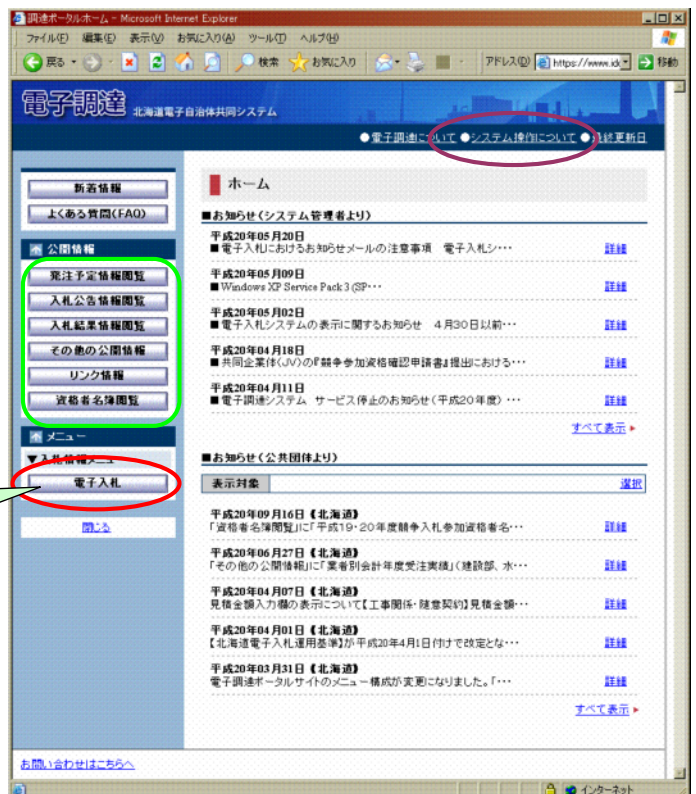 調達ポータルホーム - Microsoft Internet Explorer
ファイル(F) 編集(E) 表示(V) お気に入り(A) ツール(T) ヘルプ(H)
戻る 検索 お気に入り アドレス(D) https://www.idc 移動
電子調達 北海道電子自治体共同システム
●電子調達について ●システム操作について ●最終更新日
新着情報
よくある質問(FAQ)
公開情報
発注予定情報閲覧
入札公告情報閲覧
入札結果情報閲覧
その他の公開情報
リンク情報
資格者名簿閲覧
メニュー
▼入札情報メニュー
電子入札
閉じる
ホーム
■お知らせ(システム管理者より)
平成20年05月20日
■電子入札におけるお知らせメールの注意事項 電子入札シ・・・ 詳細
平成20年05月09日
■Windows XP Service Pack 3 (SP・・・ 詳細
平成20年05月02日
■電子入札システムの表示に関するお知らせ 4月30日以前・・・ 詳細
平成20年04月18日
■共同企業体(JV)の『競争参加資格確認申請書』提出における・・・ 詳細
平成20年04月11日
■電子調達システム サービス停止のお知らせ(平成20年度)・・・ 詳細
すべて表示
■お知らせ(公共団体より)
表示対象 選択
平成20年09月16日【北海道】
「資格者名簿閲覧」に「平成19・20年度競争入札参加資格者名・・・ 詳細
平成20年06月27日【北海道】
「その他の公開情報」に「業者別会計年度受注実績」(建設部、水・・・ 詳細
平成20年04月07日【北海道】
見積金額入力欄の表示について【工事関係・随意契約】見積金額・・・ 詳細
平成20年04月01日【北海道】
【北海道電子入札運用基準】が平成20年4月1日付けで改定とな・・・ 詳細
平成20年03月31日【北海道】
電子調達ポータルサイトのメニュー構成が変更になりました。「・・・ 詳細
すべて表示
お問い合わせはこちらへ
インターネット